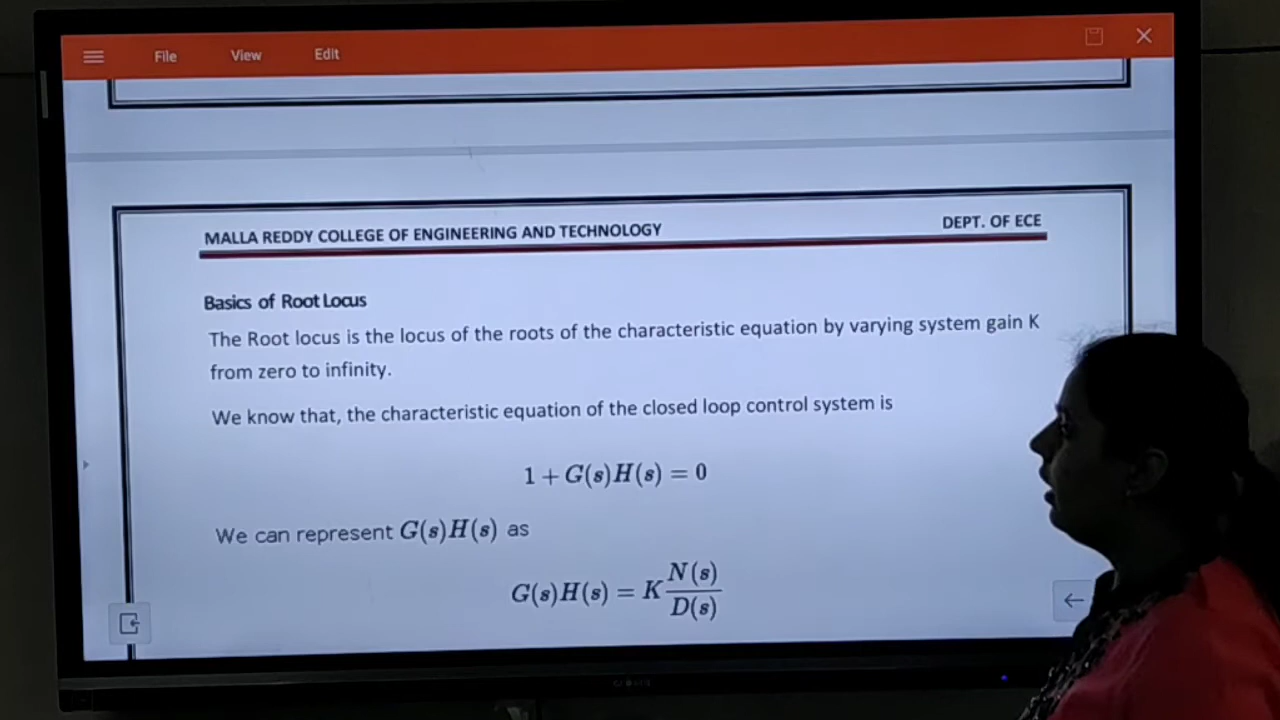 File View Edit
MALLA REDDY COLLEGE OF ENGINEERING AND TECHNOLOGY DEPT. OF ECE
Basics of Root Locus
The Root locus is the locus of the roots of the characteristic equation by varying system gain K
from zero to infinity.
We know that, the characteristic equation of the closed loop control system is
1 + G(s)H(s) = 0
We can represent G(s)H(s) as
G(s)H(s) = K N(s)/D(s)